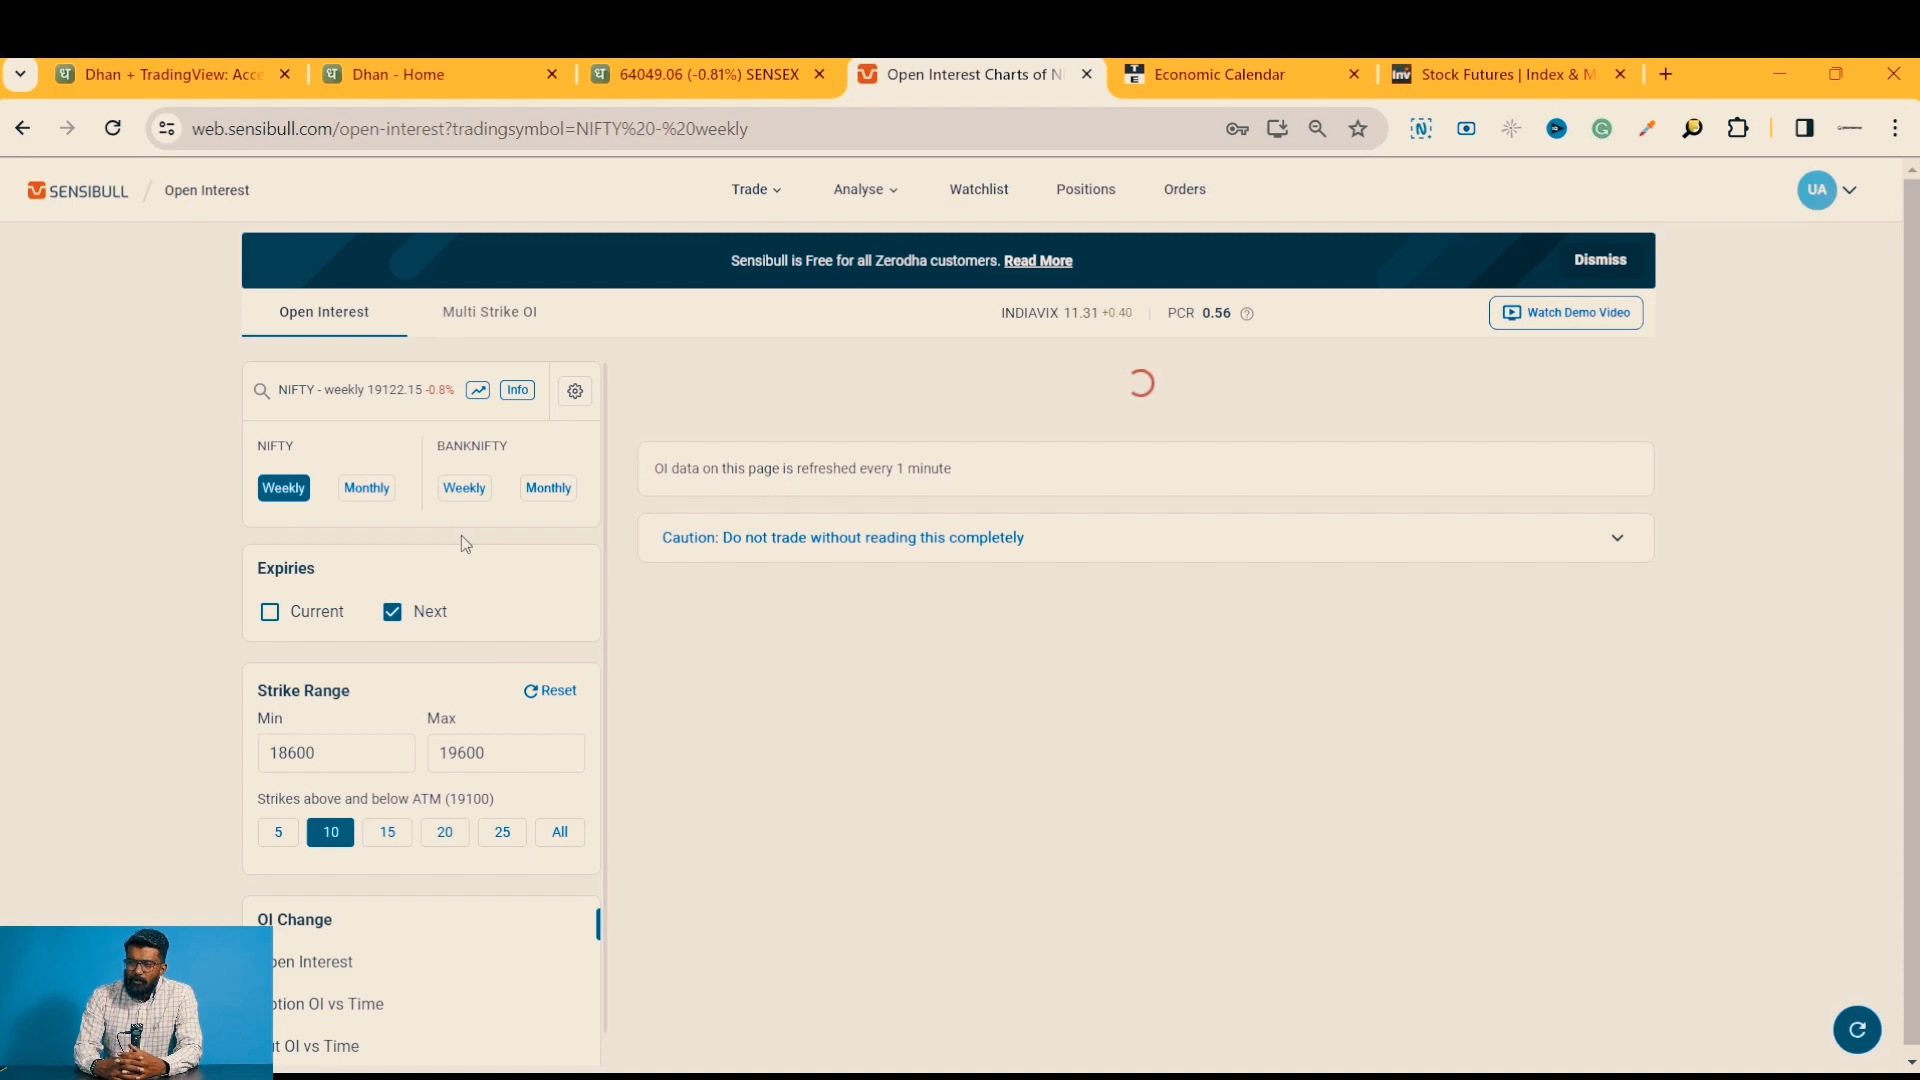 Dhan + TradingView: Acce
Dhan - Home
64049.06 (-0.81%) SENSEX
Open Interest Charts of N
Economic Calendar
Stock Futures | Index & M
web.sensibull.com/open-interest?tradingsymbol=NIFTY%20-%20weekly
SENSIBULL / Open Interest
Trade
Analyse
Watchlist
Positions
Orders
UA
Sensibull is Free for all Zerodha customers. Read More
Dismiss
Open Interest
Multi Strike OI
INDIAVIX 11.31 +0.40
PCR 0.56
Watch Demo Video
NIFTY - weekly 19122.15 -0.8%
Info
NIFTY
BANKNIFTY
Weekly
Monthly
Weekly
Monthly
OI data on this page is refreshed every 1 minute
Caution: Do not trade without reading this completely
Expiries
Current
Next
Strike Range
Reset
Min
Max
18600
19600
Strikes above and below ATM (19100)
5
10
15
20
25
All
OI Change
pen Interest
ption OI vs Time
t OI vs Time